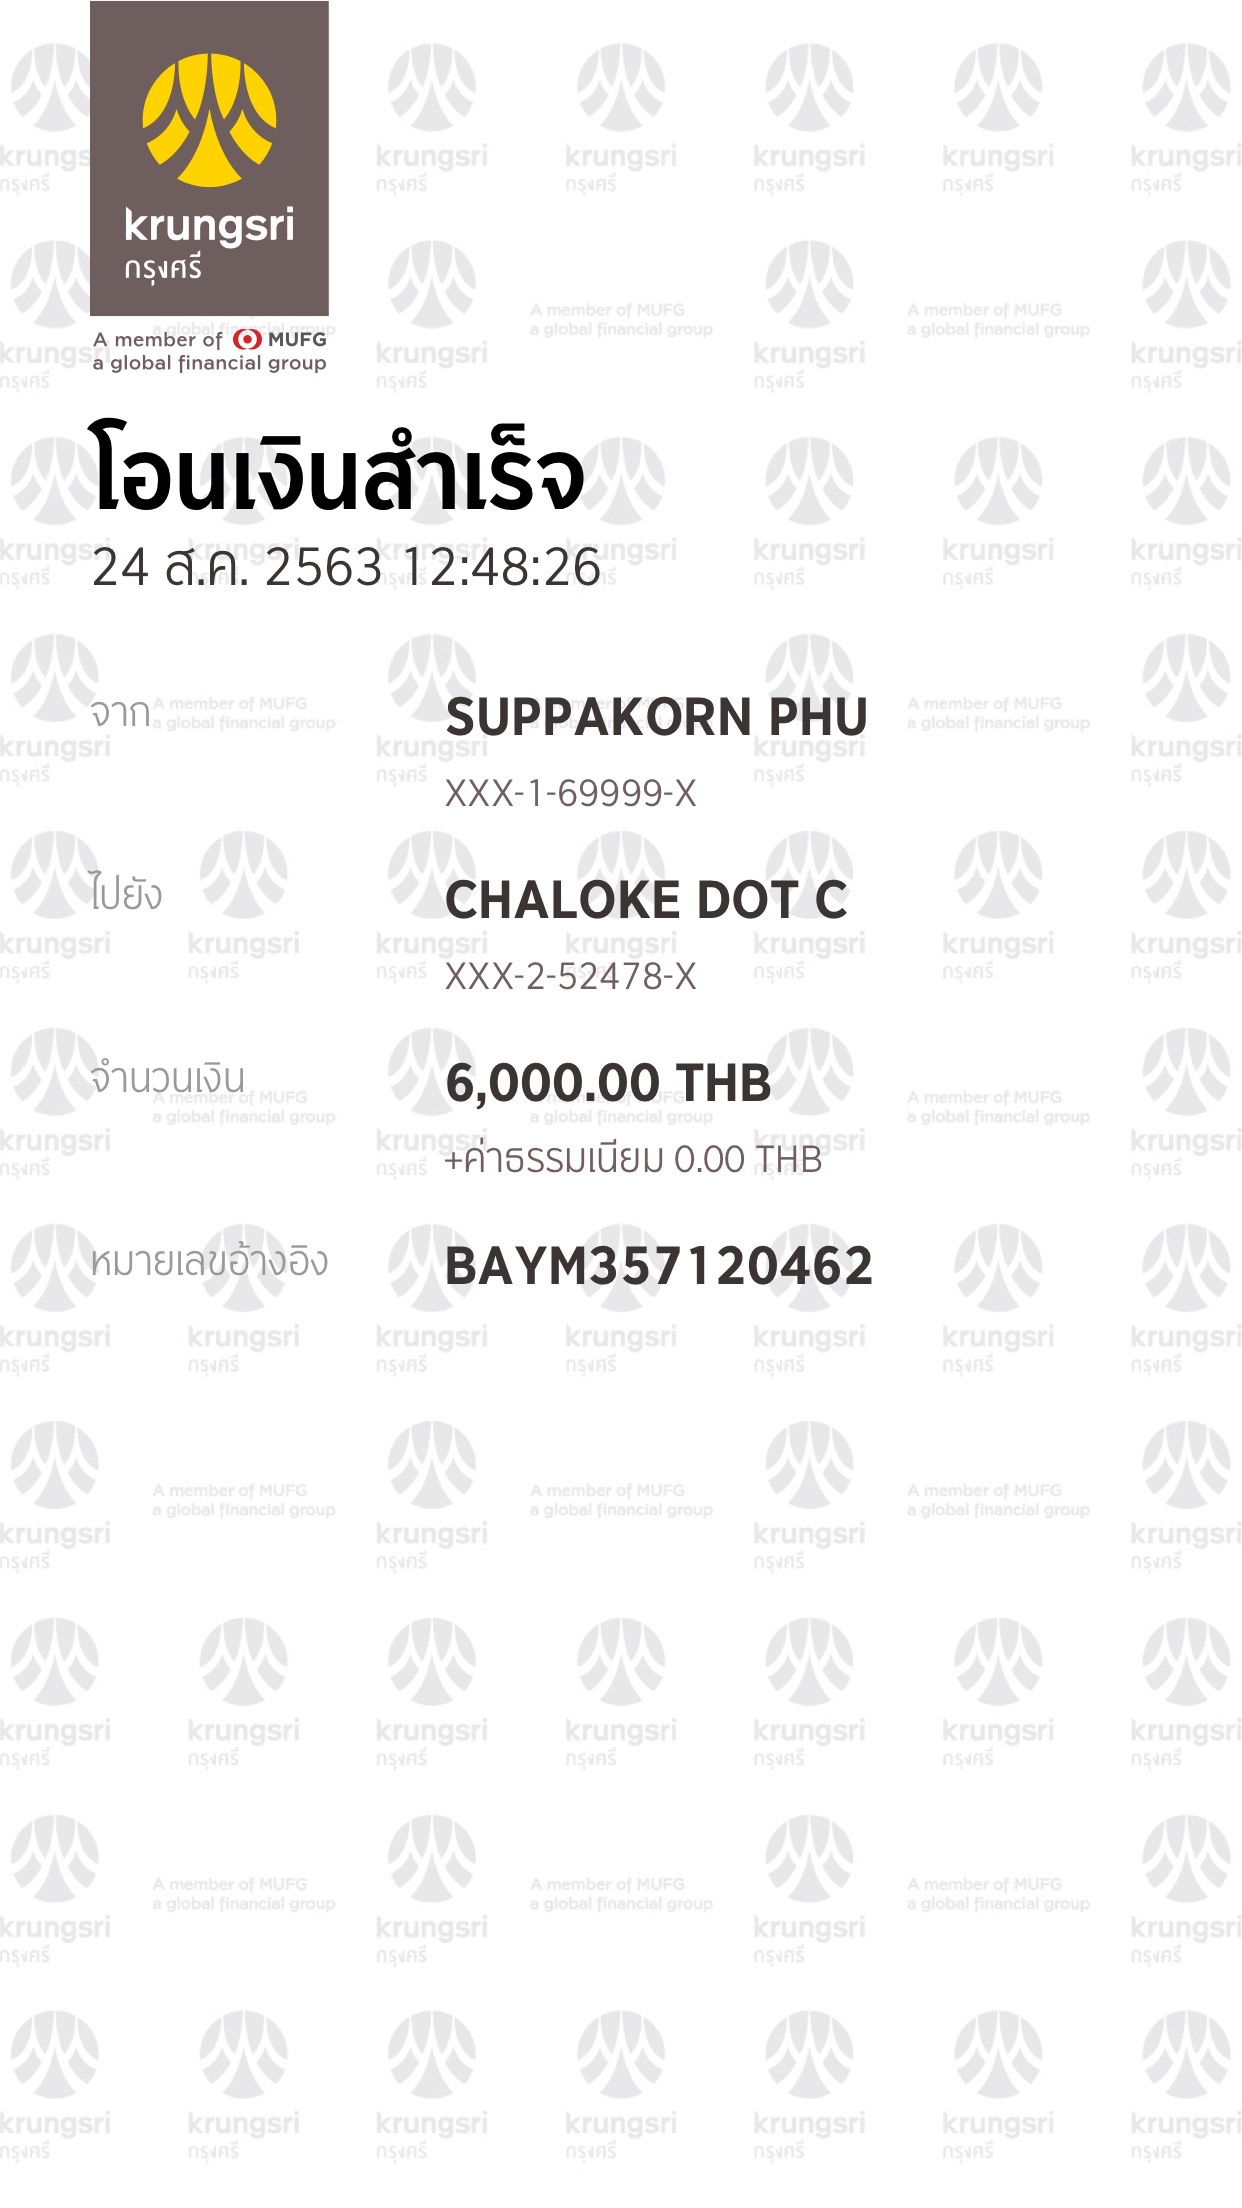 krungsri
กรุงศรี
A member of MUFG
a global financial group
โอนเงินสำเร็จ
24 ส.ค. 2563 12:48:26
จาก
SUPPAKORN PHU
XXX-1-69999-X
ไปยัง
CHALOKE DOT C
XXX-2-52478-X
จำนวนเงิน
6,000.00 THB
+ค่าธรรมเนียม 0.00 THB
หมายเลขอ้างอิง
BAYM357120462